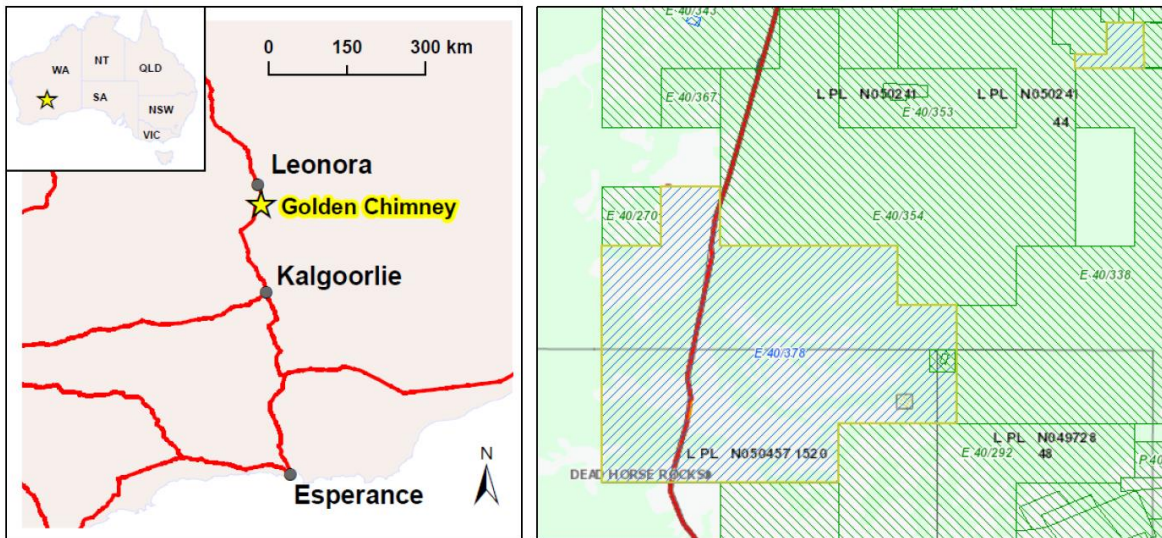 WA
NT
QLD
SA
NSW
VIC
0 150 300 km
Leonora
Golden Chimney
Kalgoorlie
Esperance
N
E 40/343
E 40/367
L PL N050241
L PL N05024
44
E 40/353
E 40/270
E 40/354
E 40/338
E 40/378
L PL N050457 1520
L PL N049728
48
E 40/292
P 40
DEAD HORSE ROCKS